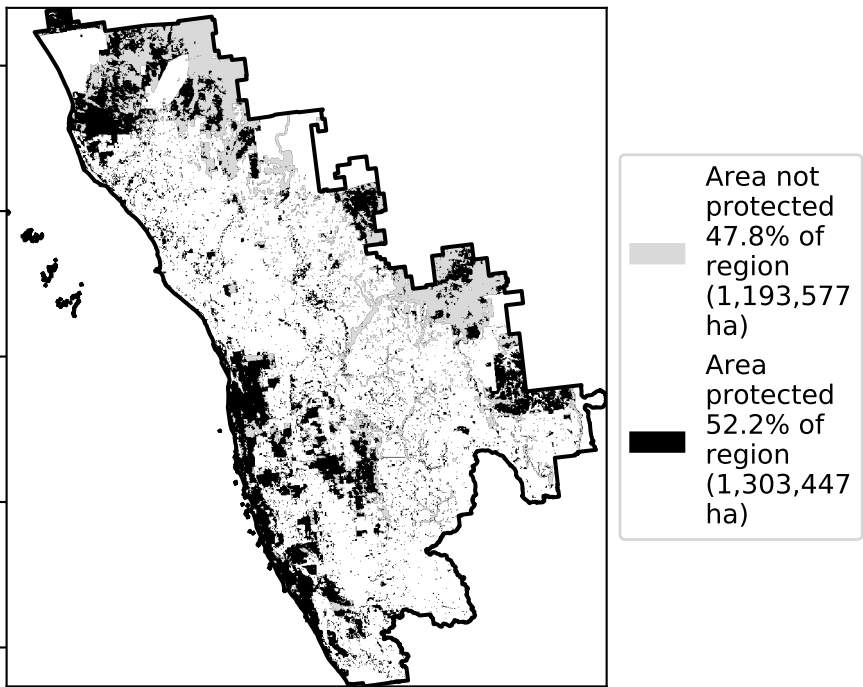 Area not
protected
47.8% of
region
(1,193,577
ha)
Area
protected
52.2% of
region
(1,303,447
ha)